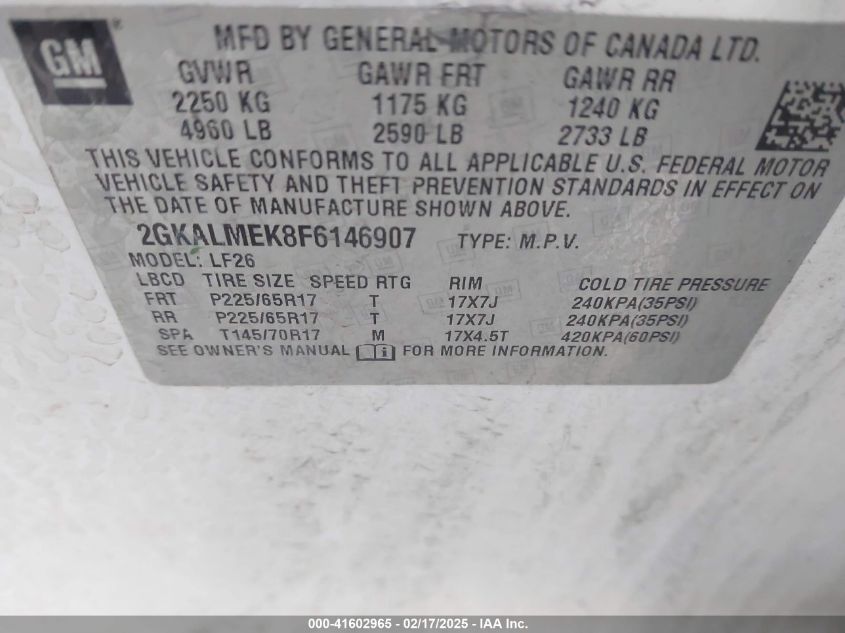 GM®
MFD BY GENERAL MOTORS OF CANADA LTD.
GVWR GAWR FRT GAWR RR
2250 KG 1175 KG 1240 KG
4960 LB 2590 LB 2733 LB
THIS VEHICLE CONFORMS TO ALL APPLICABLE U.S. FEDERAL MOTOR
VEHICLE SAFETY AND THEFT PREVENTION STANDARDS IN EFFECT ON
THE DATE OF MANUFACTURE SHOWN ABOVE.
2GKALMEK8F6146907 TYPE: M.P.V.
MODEL: LF26
LBCD TIRE SIZE SPEED RTG RIM COLD TIRE PRESSURE
FRT P225/65R17 T 17X7J 240KPA(35PSI)
RR P225/65R17 T 17X7J 240KPA(35PSI)
SPA T145/70R17 M 17X4.5T 420KPA(60PSI)
SEE OWNER'S MANUAL FOR MORE INFORMATION.
000-41602965 - 02/17/2025 - IAA Inc.